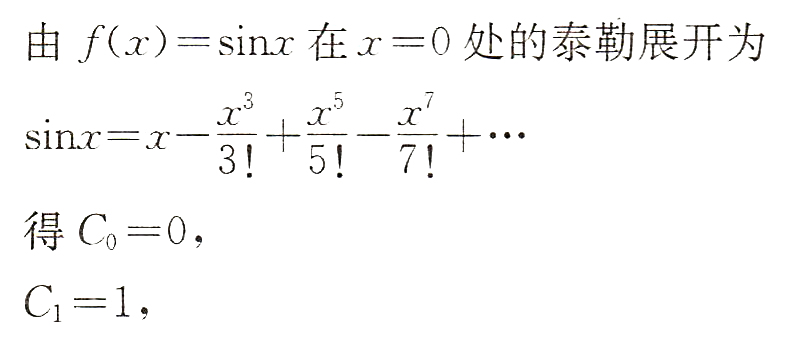 由 f(x)=sinx 在 x=0 处的泰勒展开为
sinx=x−x³/3!+x⁵/5!−x⁷/7!+⋯
得 C₀=0,
C₁=1,